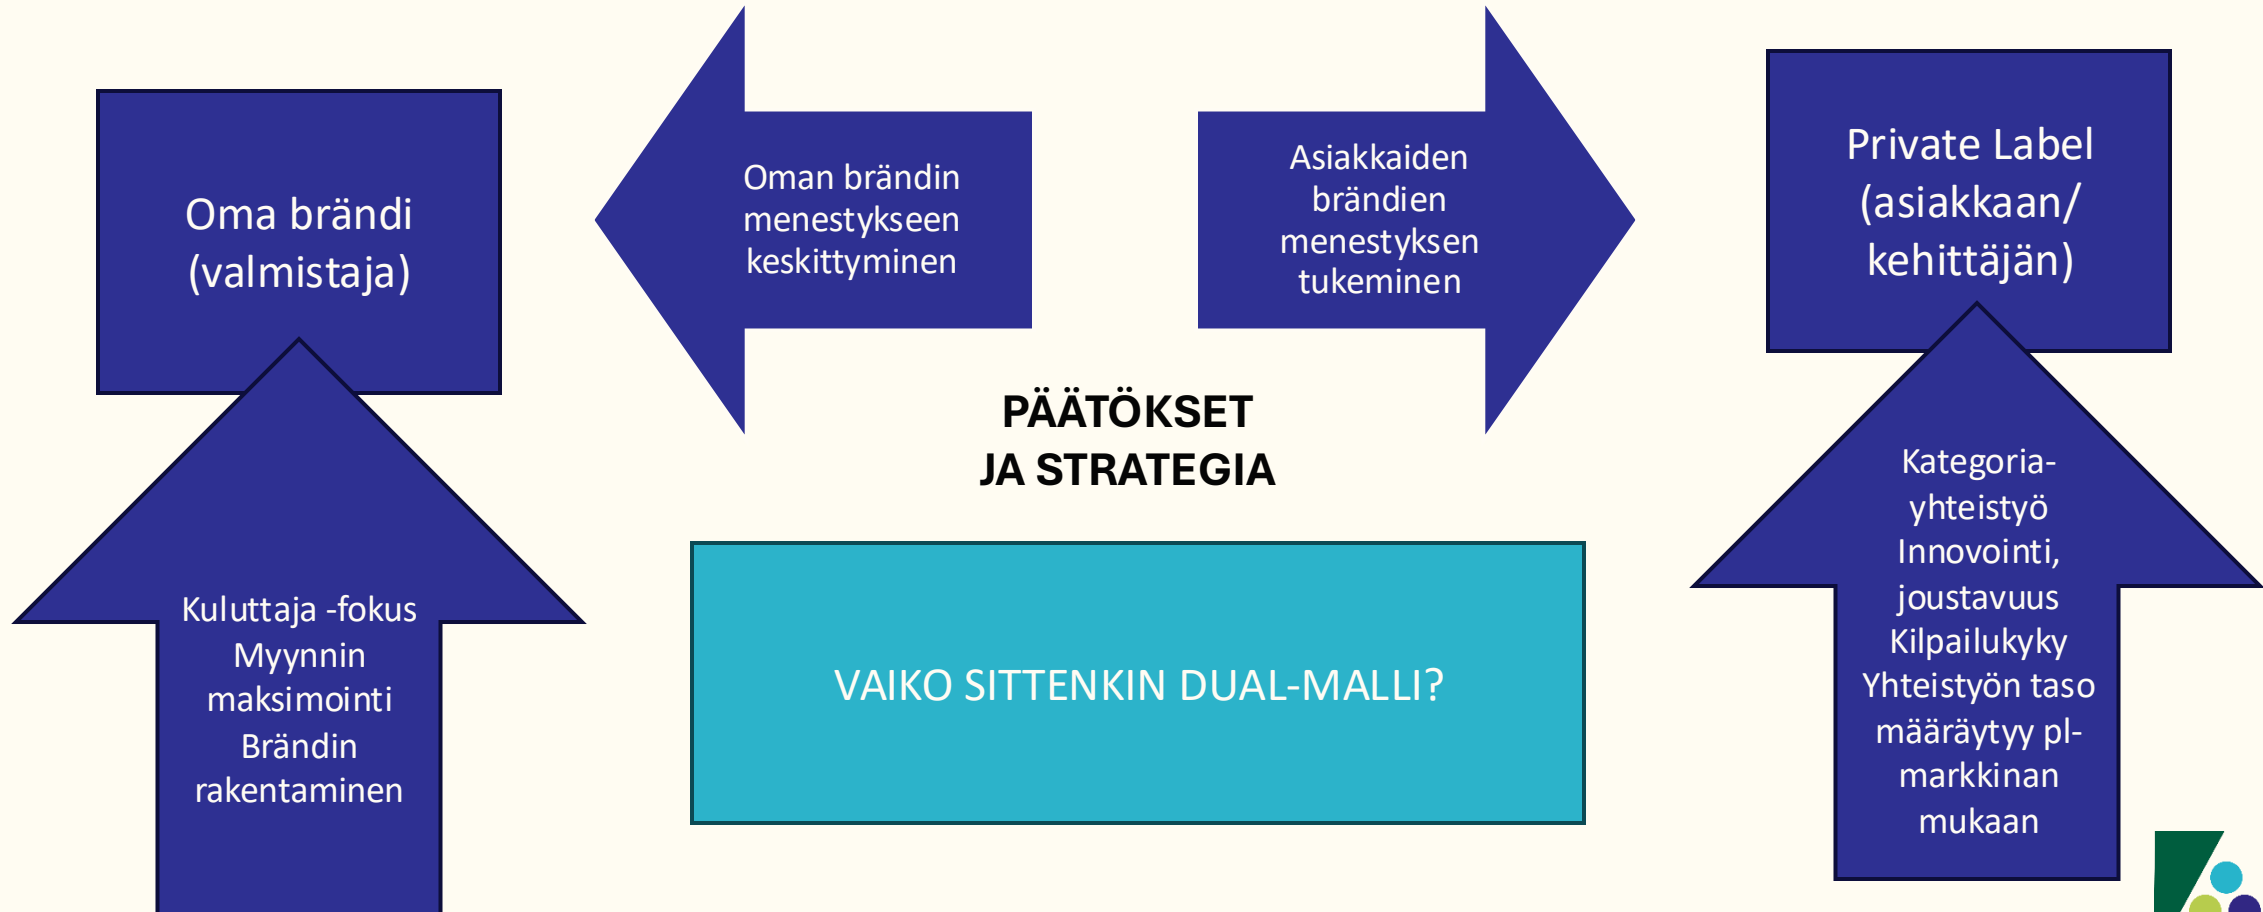 Oma brändi
(valmistaja)
Oman brändin
menestykseen
keskittyminen
Asiakkaiden
brändien
menestyksen
tukeminen
Private Label
(asiakkaan/
kehittäjän)
PÄÄTÖKSET
JA STRATEGIA
VAIKO SITTENKIN DUAL-MALLI?
Kuluttaja -fokus
Myynnin
maksimointi
Brändin
rakentaminen
Kategoria-
yhteistyö
Innovointi,
joustavuus
Kilpailukyky
Yhteistyön taso
määräytyy pl-
markkinan
mukaan